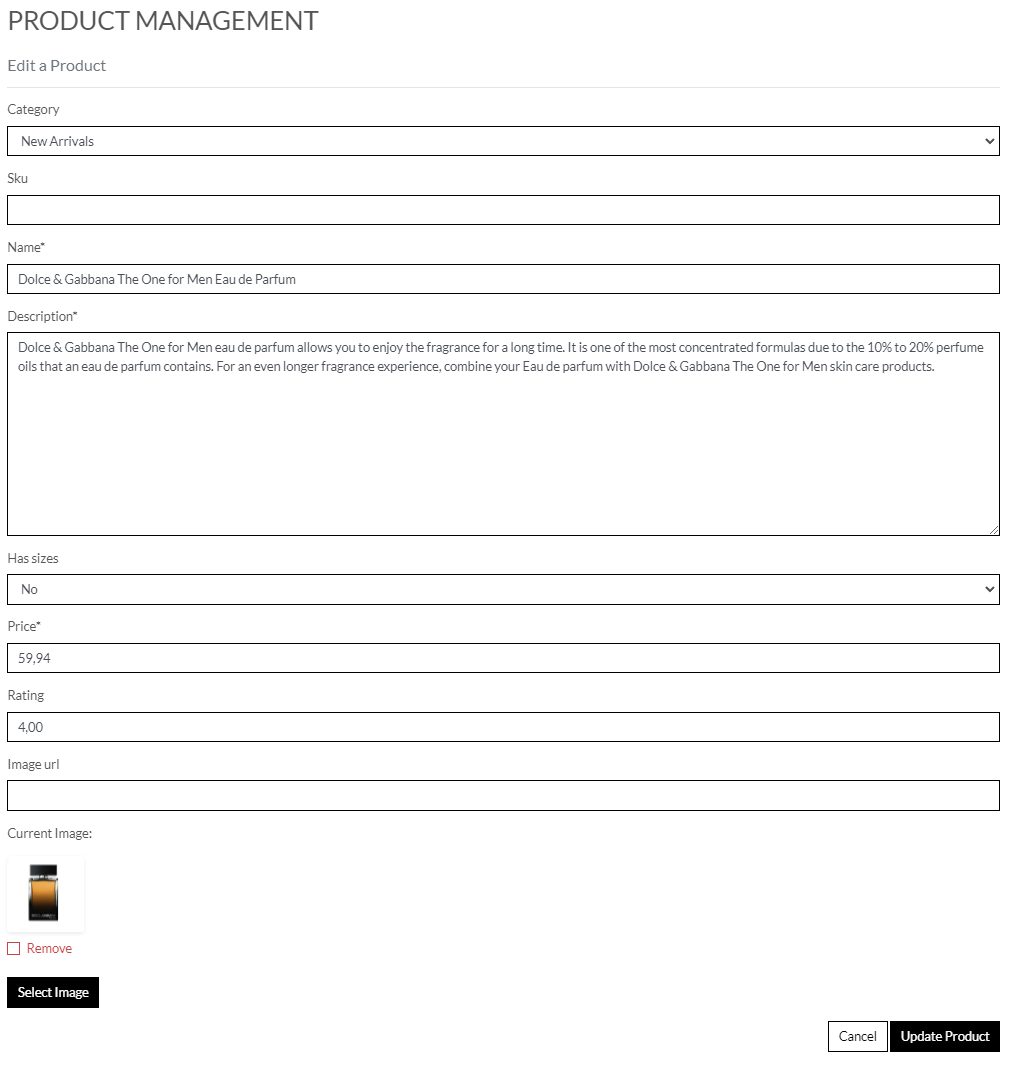 PRODUCT MANAGEMENT
Edit a Product
Category
New Arrivals
Sku
Name*
Dolce & Gabbana The One for Men Eau de Parfum
Description*
Dolce & Gabbana The One for Men eau de parfum allows you to enjoy the fragrance for a long time. It is one of the most concentrated formulas due to the 10% to 20% perfume
oils that an eau de parfum contains. For an even longer fragrance experience, combine your Eau de parfum with Dolce & Gabbana The One for Men skin care products.
Has sizes
No
Price*
59,94
Rating
4,00
Image url
Current Image:
Remove
Select Image
Cancel Update Product